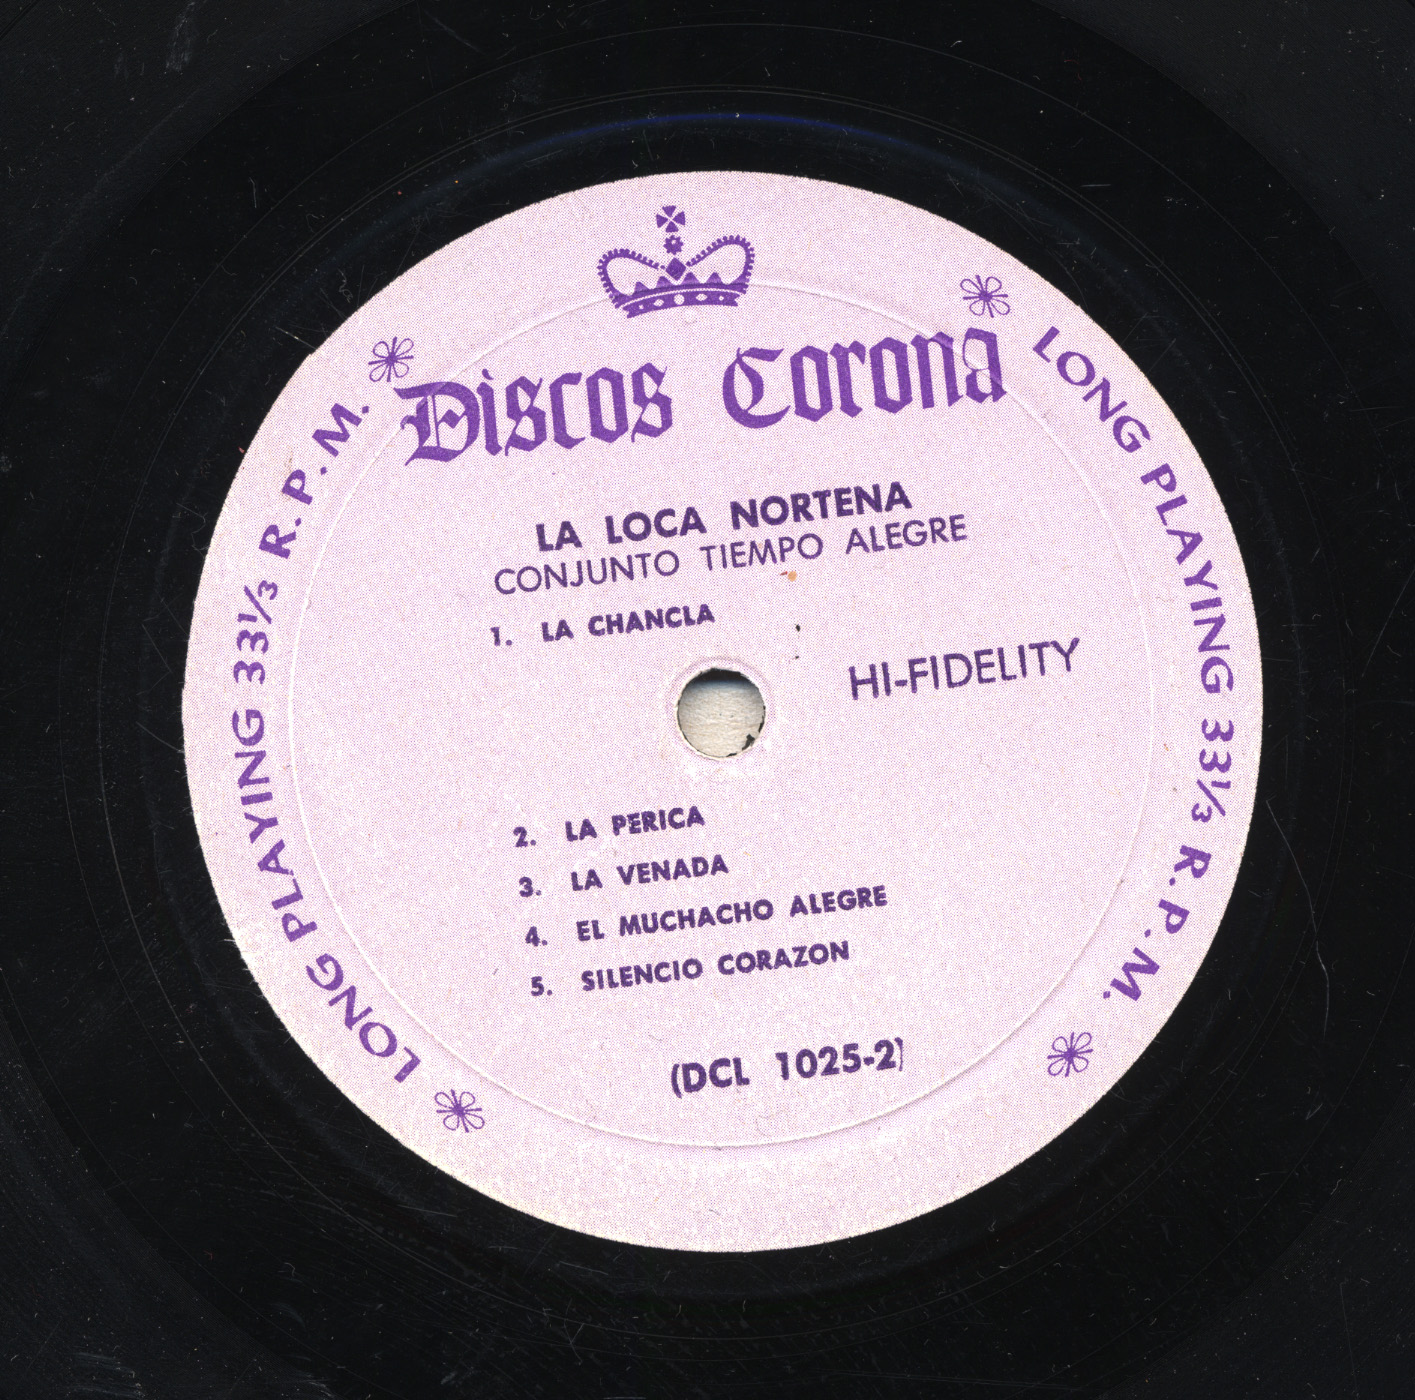 Discos Corona
LA LOCA NORTENA
CONJUNTO TIEMPO ALEGRE
1. LA CHANCLA
HI-FIDELITY
2. LA PERICA
3. LA VENADA
4. EL MUCHACHO ALEGRE
5. SILENCIO CORAZON
(DCL 1025-2)
LONG PLAYING 33⅓ R.P.M.
LONG PLAYING 33⅓ R.P.M.